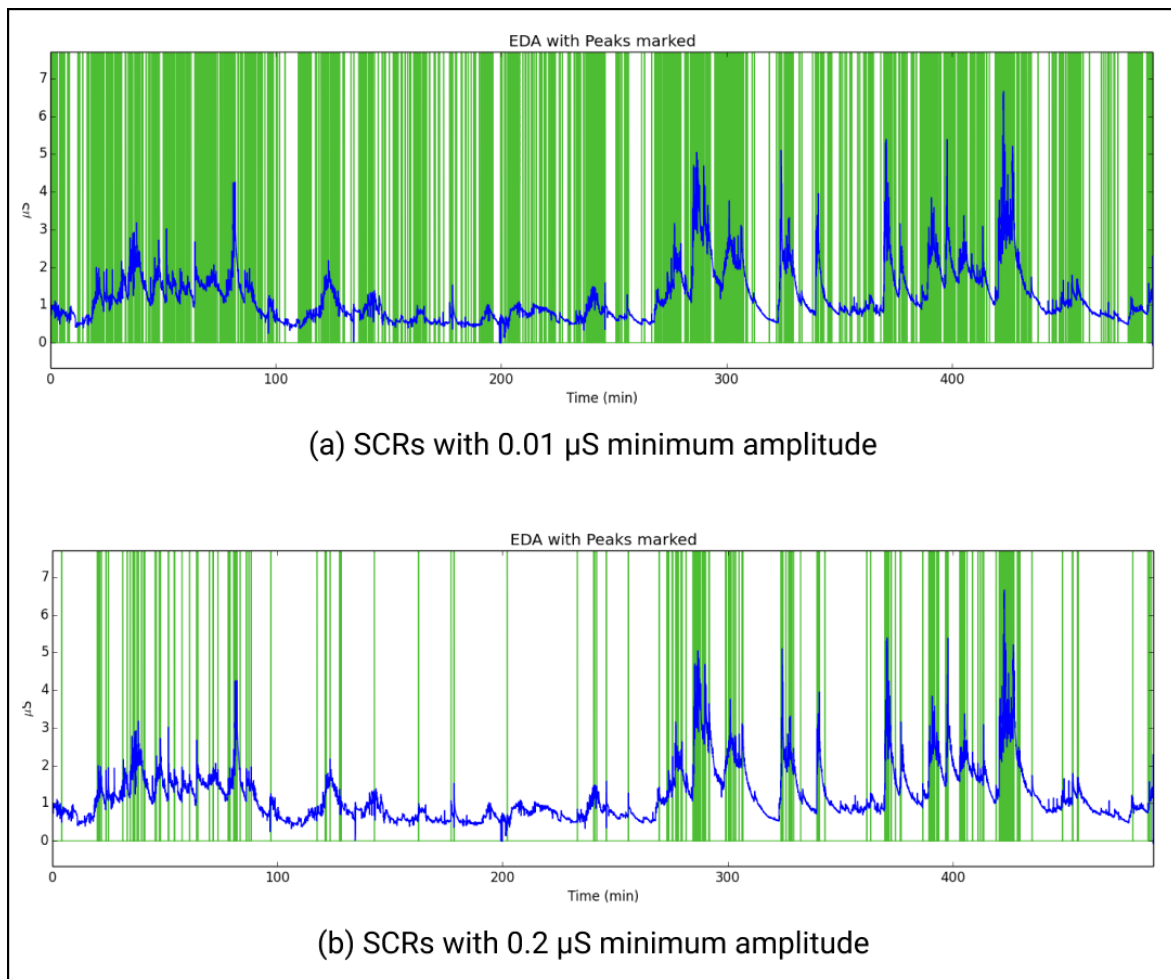 EDA with Peaks marked
7
6
5
4
3
2
1
0
µS
0 100 200 300 400
Time (min)
(a) SCRs with 0.01 µS minimum amplitude
EDA with Peaks marked
7
6
5
4
3
2
1
0
µS
0 100 200 300 400
Time (min)
(b) SCRs with 0.2 µS minimum amplitude